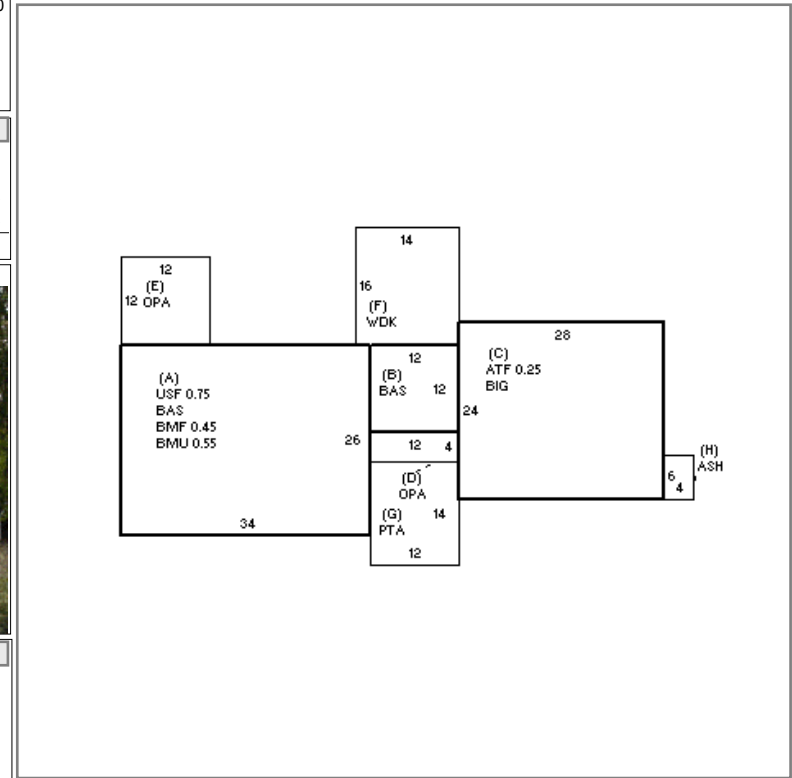 14
12
(E)
12 OPA
16
(F)
WDK
28
12
(B)
BAS 12
(C)
ATF 0.25
BIG
24
(A)
USF 0.75
BAS
BMF 0.45
BMU 0.55
26
12 4
(H)
ASH
6
4
(D)
OPA
(G) 14
PTA
34
12